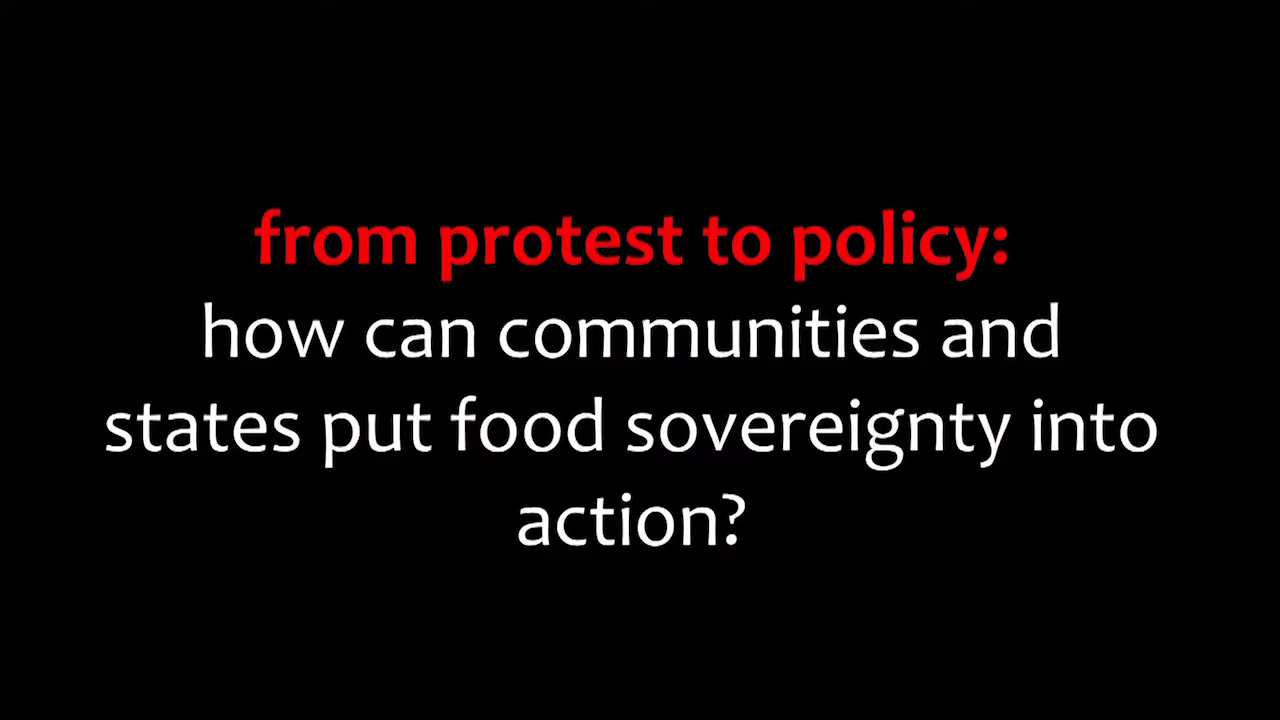 from protest to policy:
how can communities and
states put food sovereignty into
action?